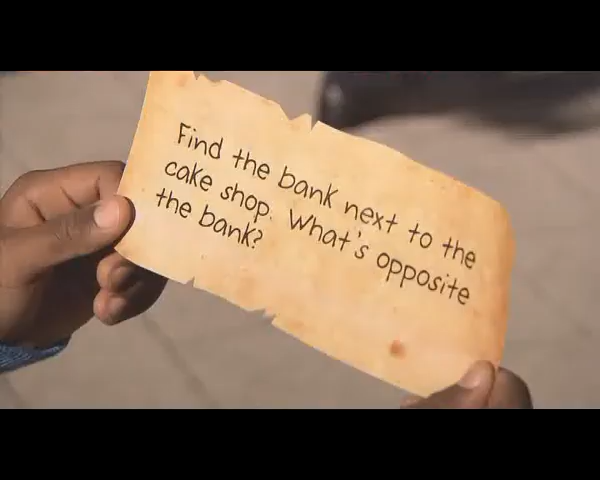 Find the bank next to the
cake shop. What's opposite
the bank?